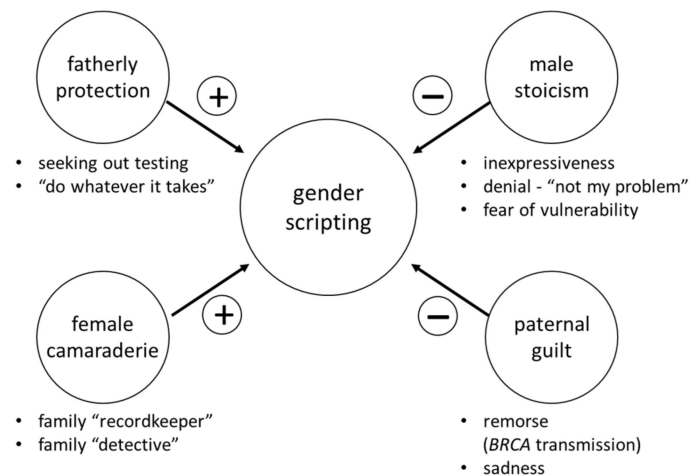 fatherly
protection
+
• seeking out testing
• “do whatever it takes”
male
stoicism
−
• inexpressiveness
• denial - “not my problem”
• fear of vulnerability
gender
scripting
female
camaraderie
+
• family “recordkeeper”
• family “detective”
paternal
guilt
−
• remorse
(BRCA transmission)
• sadness